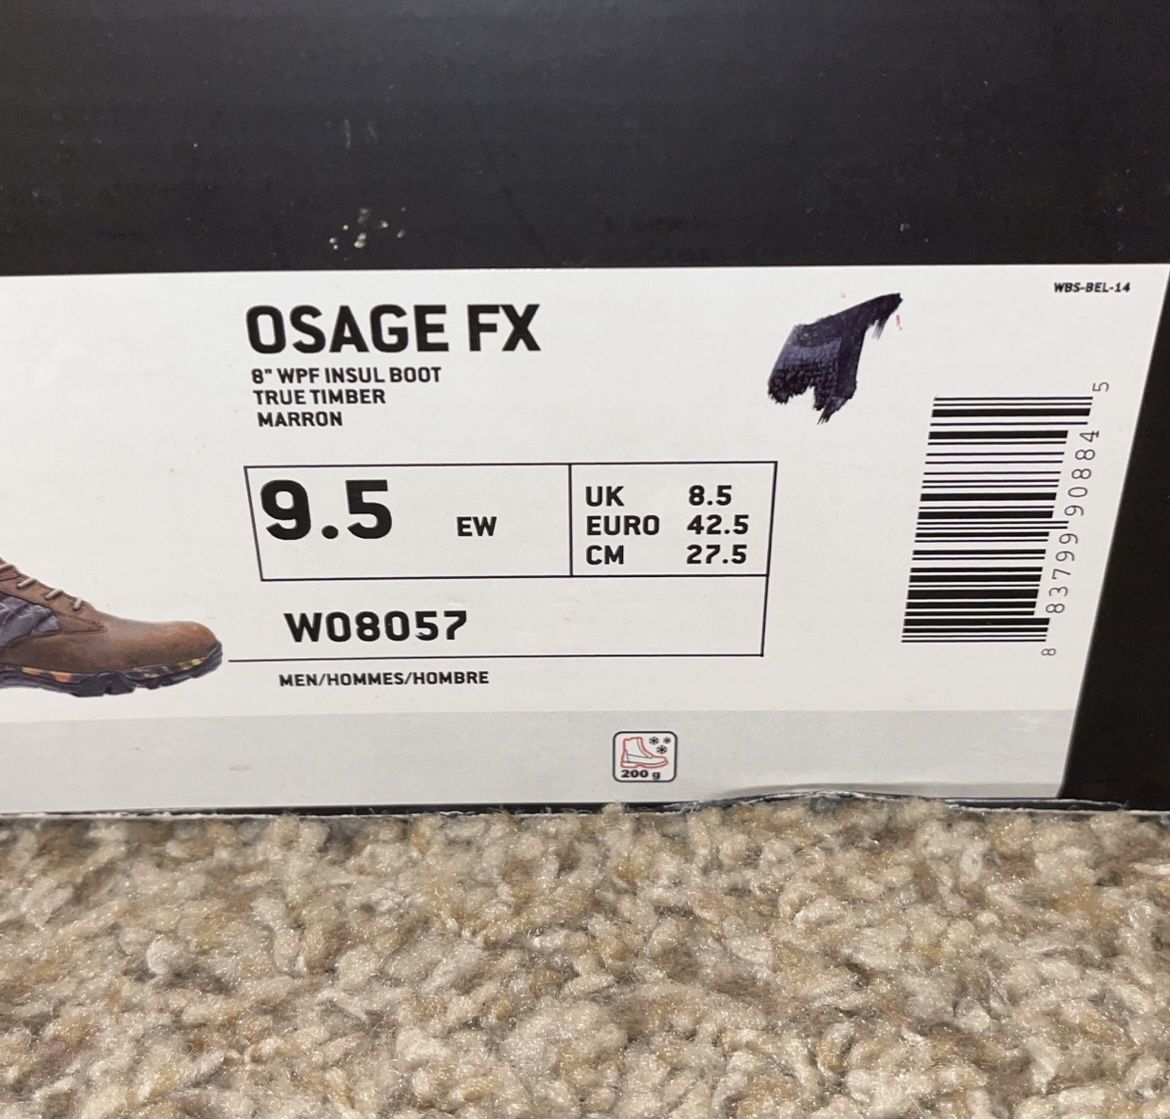 WBS-BEL-14
OSAGE FX
8" WPF INSUL BOOT
TRUE TIMBER
MARRON
9.5 EW
UK 8.5
EURO 42.5
CM 27.5
W08057
MEN/HOMMES/HOMBRE
200 g
8 83799 90884 5